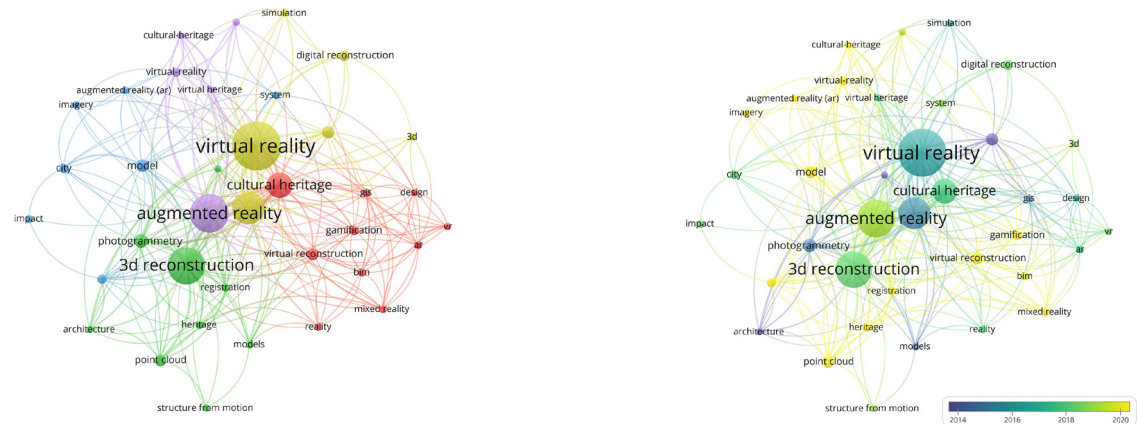 simulation
cultural-heritage
digital reconstruction
virtual-reality
augmented reality (ar)
virtual heritage
system
imagery
3d
virtual reality
city
model
cultural heritage
gis
design
impact
augmented reality
vr
gamification
photogrammetry
ar
virtual reconstruction
3d reconstruction
bim
registration
mixed reality
architecture
heritage
reality
models
point cloud
structure from motion
simulation
cultural-heritage
digital reconstruction
virtual-reality
augmented reality (ar)
virtual heritage
system
imagery
3d
virtual reality
city
model
cultural heritage
gis
design
impact
augmented reality
vr
gamification
photogrammetry
ar
virtual reconstruction
3d reconstruction
bim
registration
mixed reality
architecture
heritage
reality
models
point cloud
structure from motion
2014 2016 2018 2020